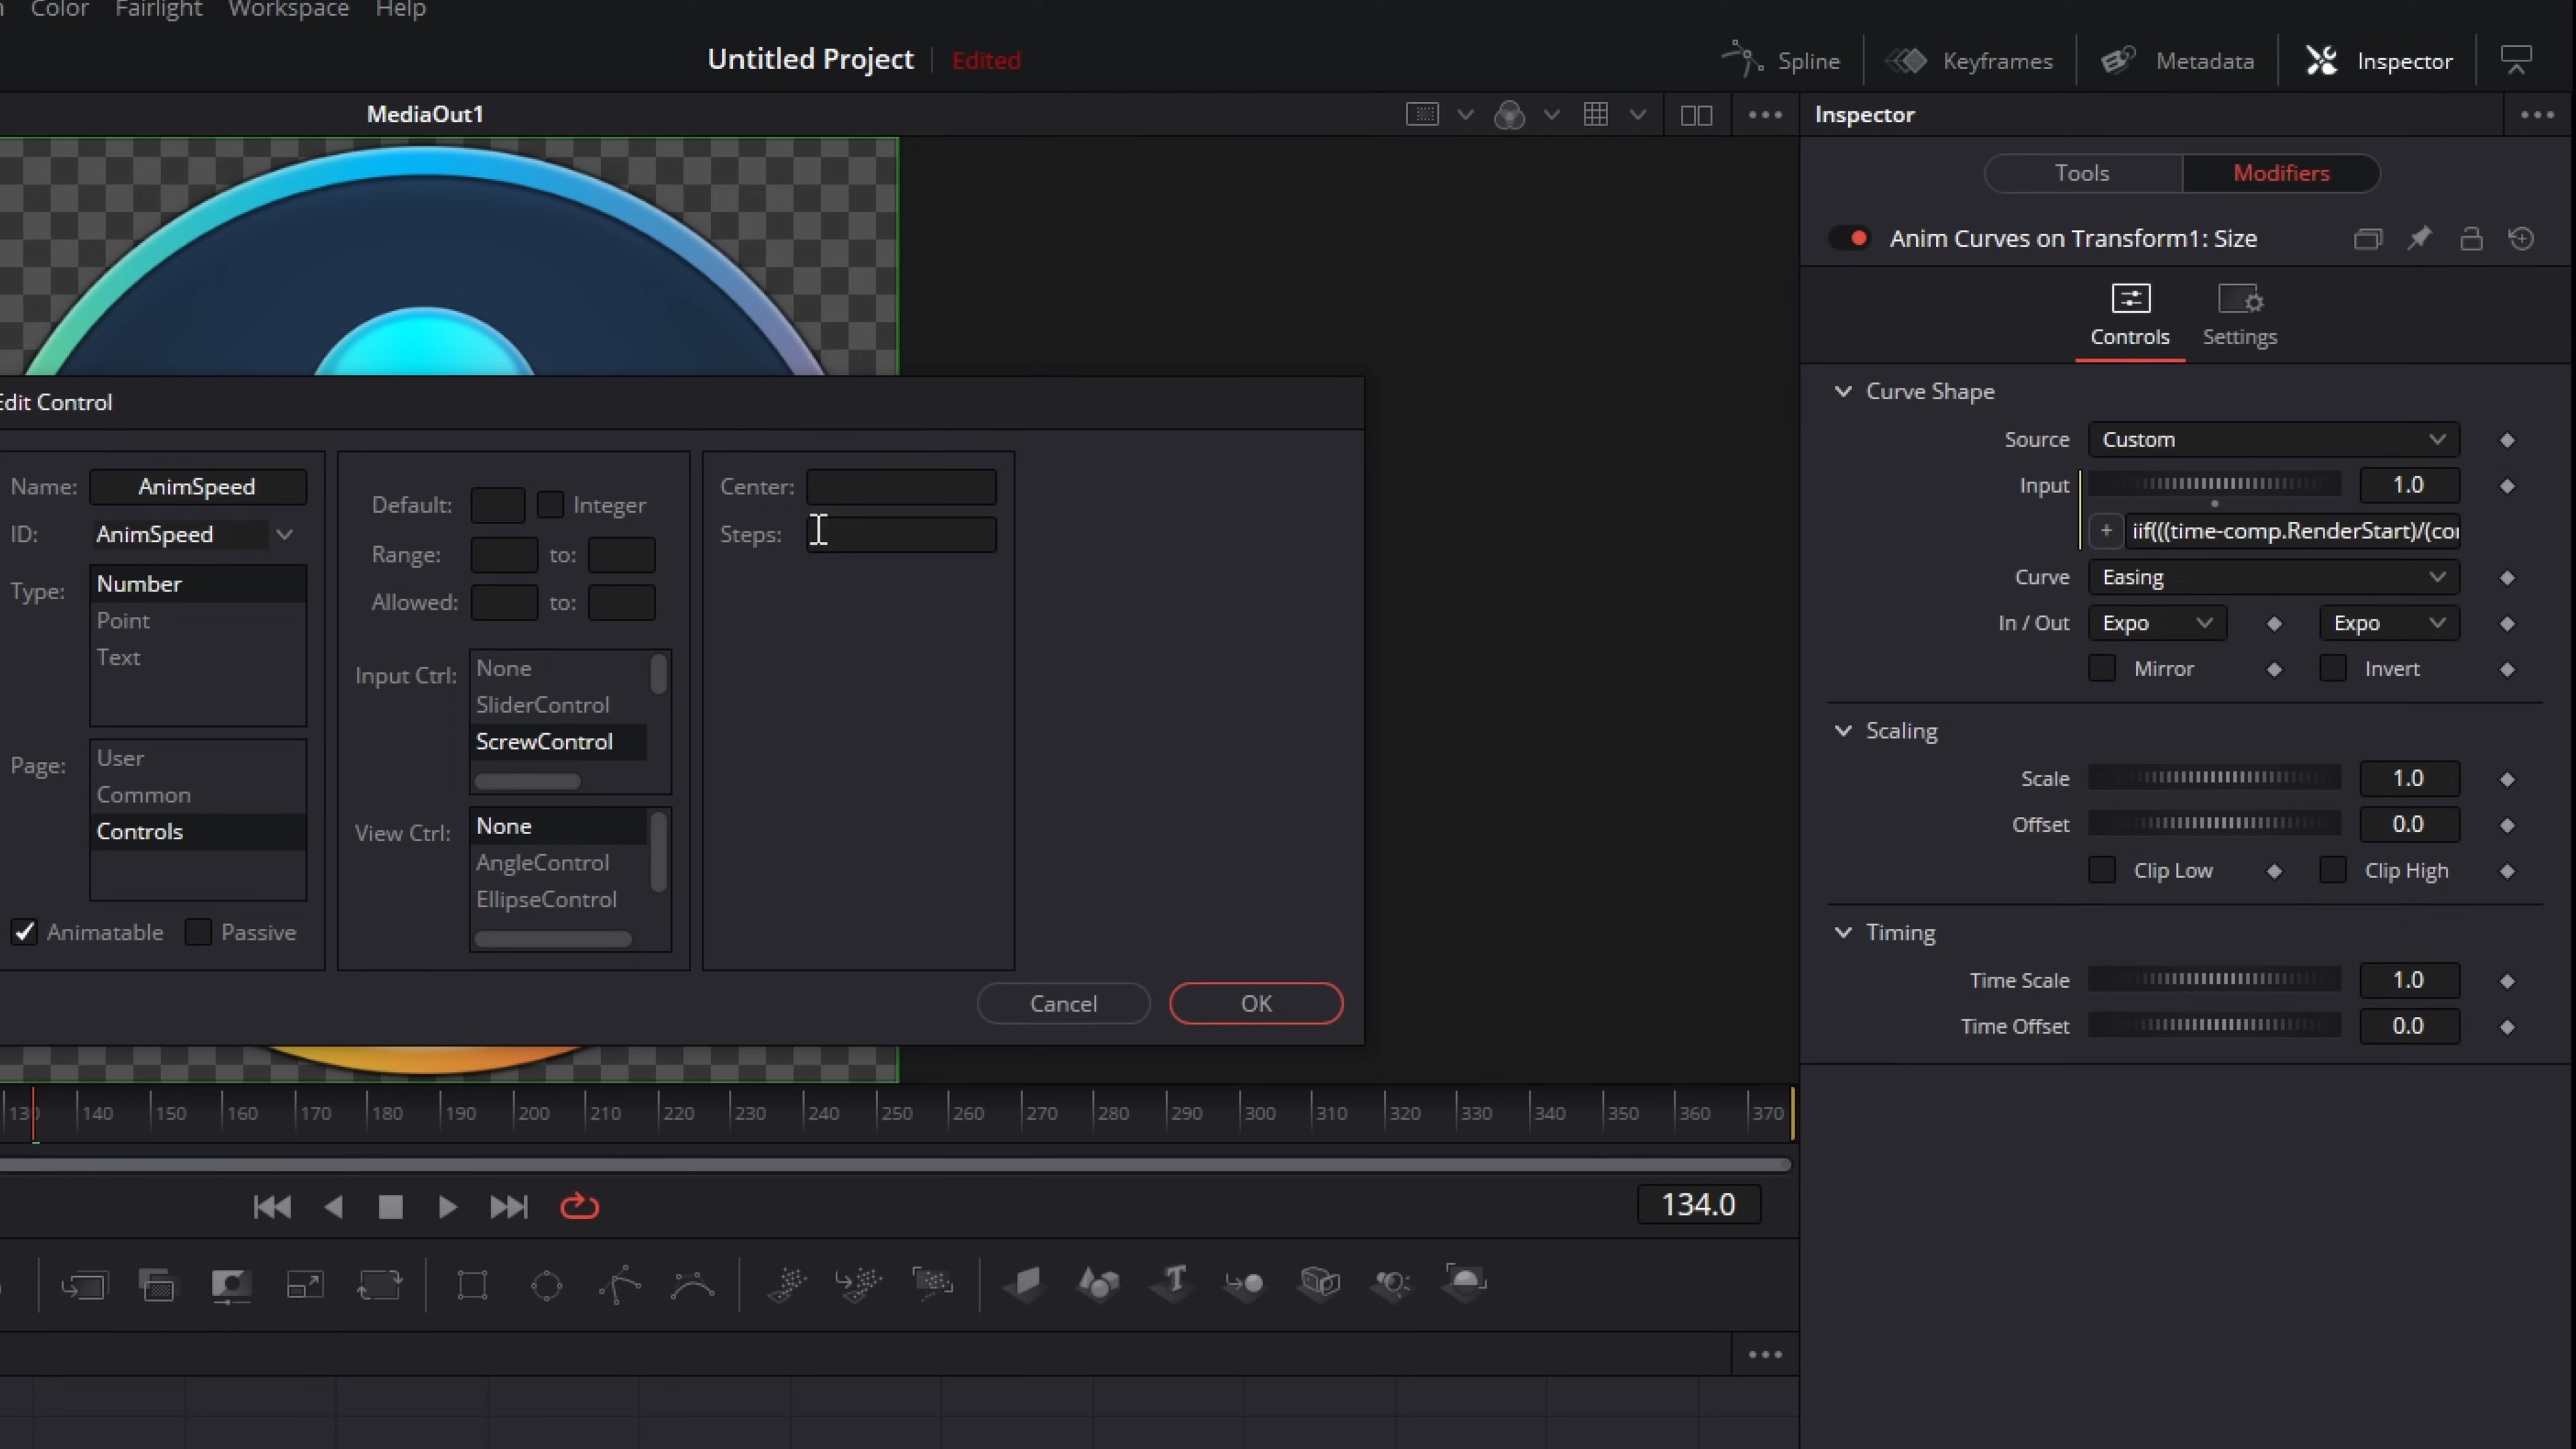 Color Fairlight Workspace Help
Untitled Project Edited
Spline Keyframes Metadata Inspector
MediaOut1
Inspector
Tools Modifiers
Anim Curves on Transform1: Size
Controls Settings
Curve Shape
Source Custom
Input 1.0
+ iif(((time-comp.RenderStart)/(co
Curve Easing
In / Out Expo Expo
Mirror Invert
Scaling
Scale 1.0
Offset 0.0
Clip Low Clip High
Timing
Time Scale 1.0
Time Offset 0.0
Edit Control
Name: AnimSpeed
ID: AnimSpeed
Type: Number
Point
Text
Page: User
Common
Controls
Animatable Passive
Default: Integer
Range: to:
Allowed: to:
Input Ctrl: None
SliderControl
ScrewControl
View Ctrl: None
AngleControl
EllipseControl
Center:
Steps:
Cancel OK
140 150 160 170 180 190 200 210 220 230 240 250 260 270 280 290 300 310 320 330 340 350 360 370
134.0